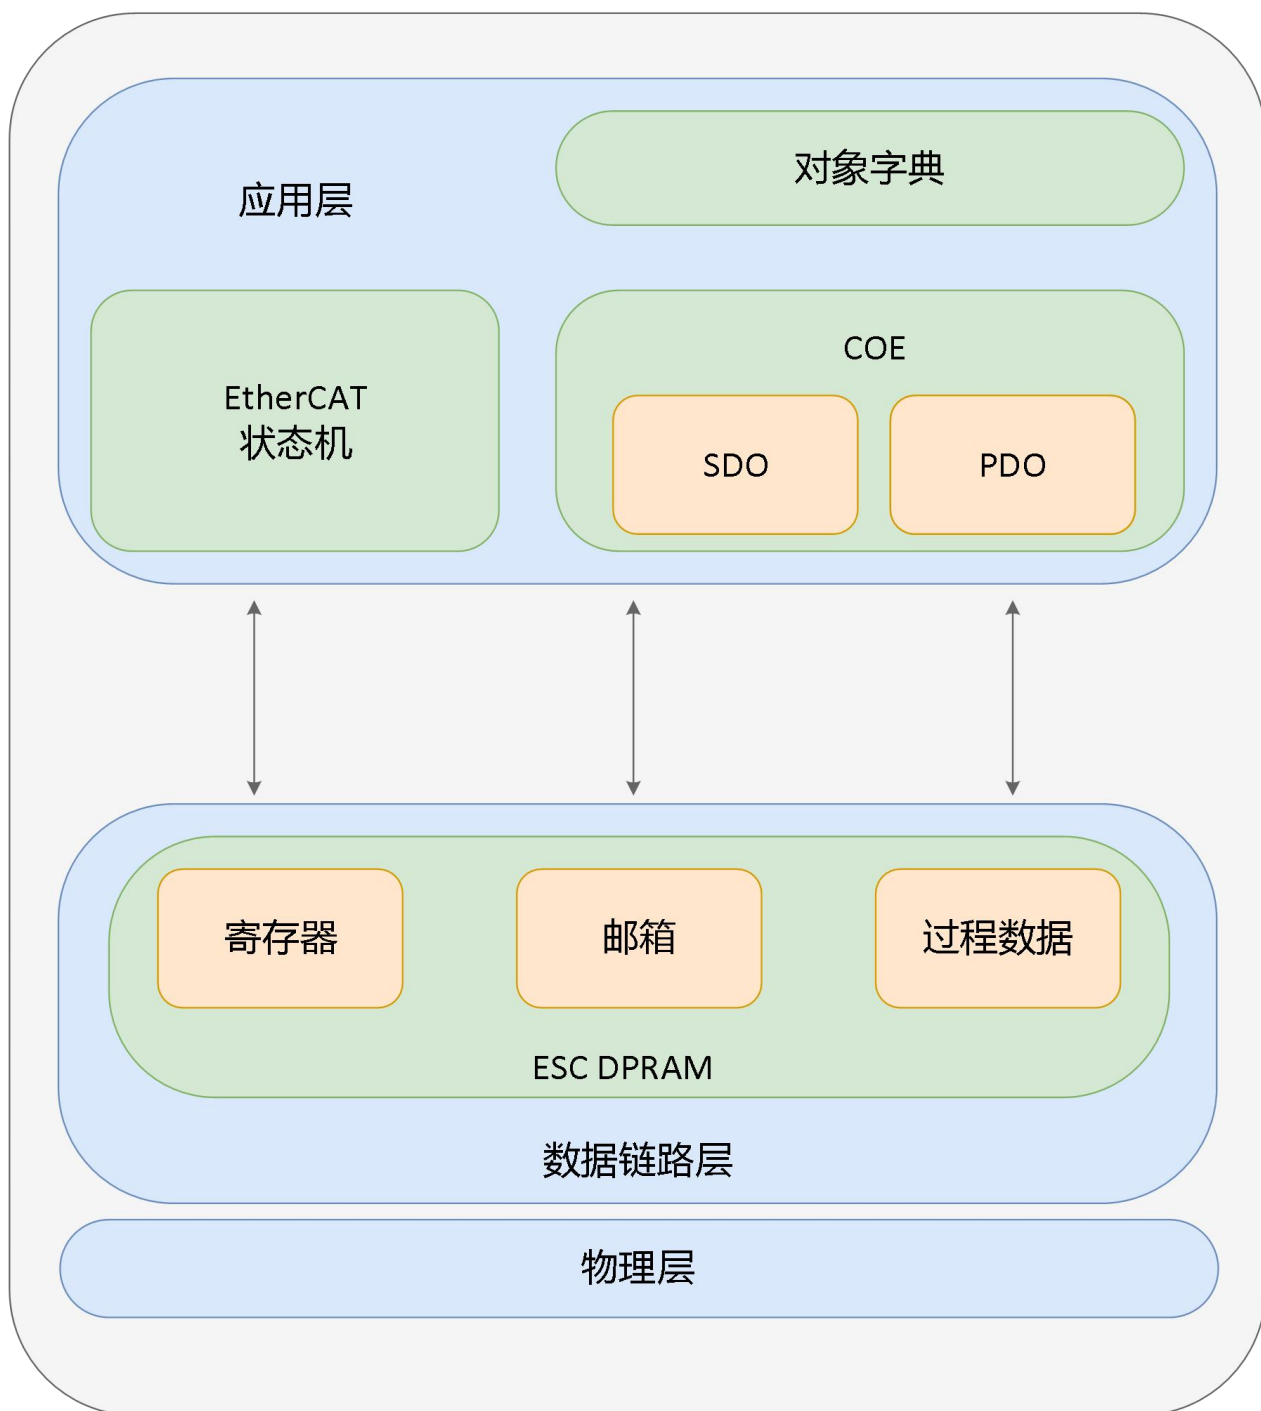 应用层
对象字典
EtherCAT
状态机
COE
SDO
PDO
寄存器
邮箱
过程数据
ESC DPRAM
数据链路层
物理层